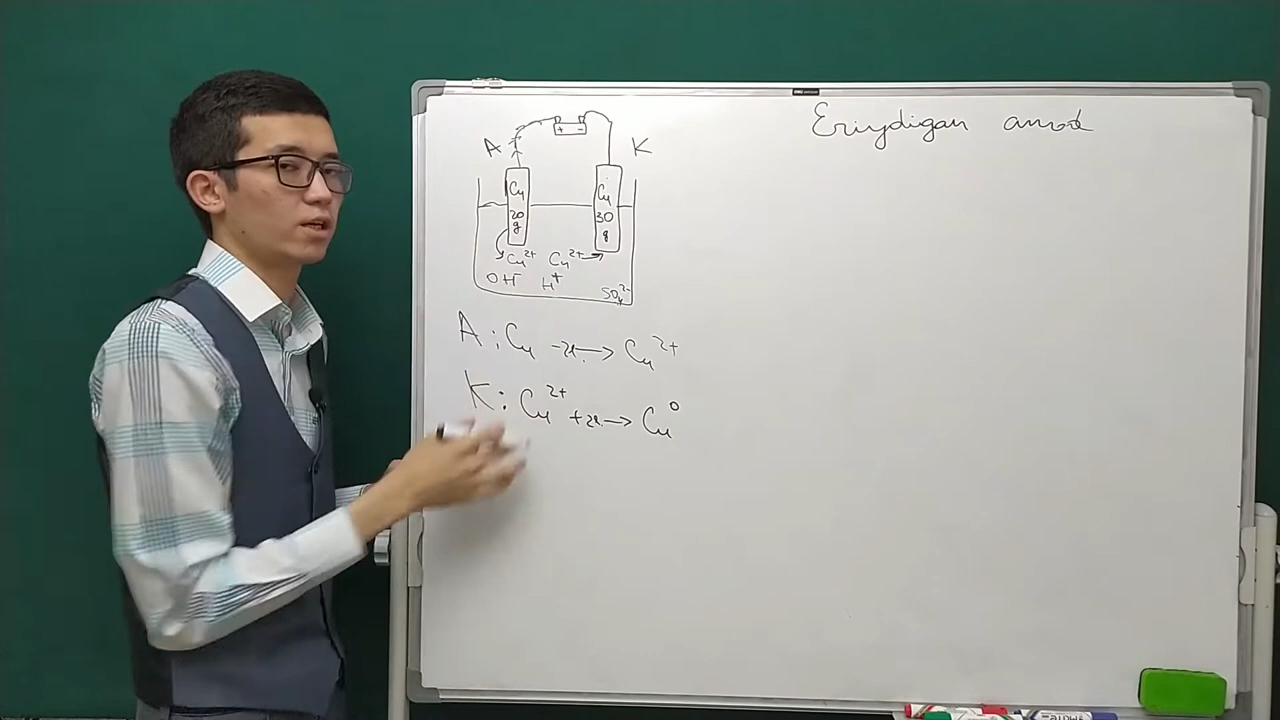 Eriydigan anod
+ -
A K
Cu Cu
20 30
g g
Cu²⁺ Cu²⁺
OH⁻ H⁺ SO₄²⁻
A: Cu -2e⟶ Cu²⁺
K: Cu²⁺ +2e⟶ Cu⁰